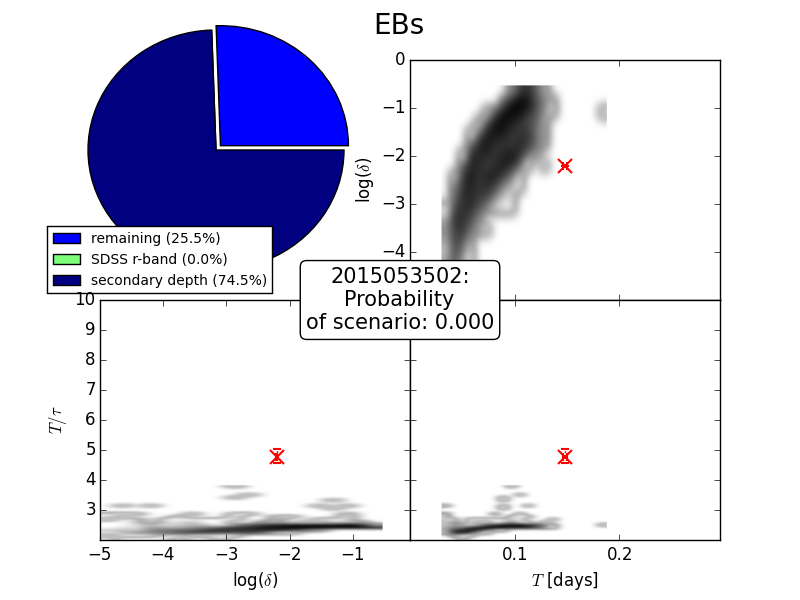 EBs
remaining (25.5%)
SDSS r-band (0.0%)
secondary depth (74.5%)
0
−1
−2
−3
−4
log(δ)
2015053502:
Probability
of scenario: 0.000
10
9
8
7
6
5
4
3
T/τ
−5 −4 −3 −2 −1
log(δ)
0.1 0.2
T [days]